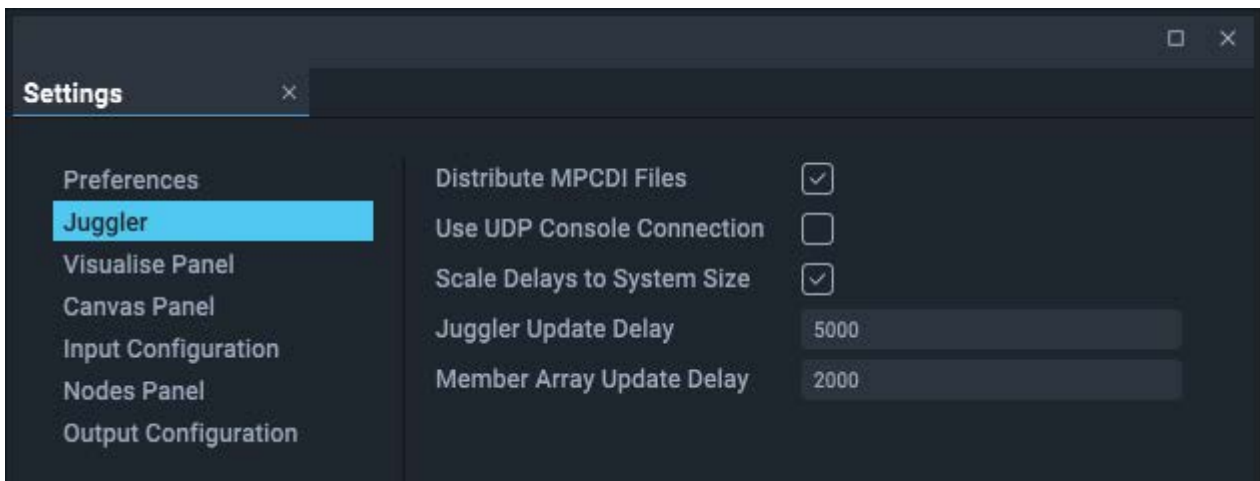 Settings
Preferences
Juggler
Visualise Panel
Canvas Panel
Input Configuration
Nodes Panel
Output Configuration
Distribute MPCDI Files
Use UDP Console Connection
Scale Delays to System Size
Juggler Update Delay 5000
Member Array Update Delay 2000